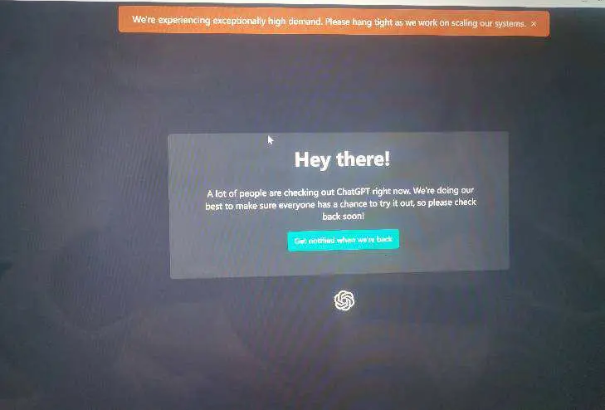 We're experiencing exceptionally high demand. Please hang tight as we work on scaling our systems. ×
Hey there!
A lot of people are checking out ChatGPT right now. We're doing our
best to make sure everyone has a chance to try it out, so please check
back soon!
Get notified when we're back